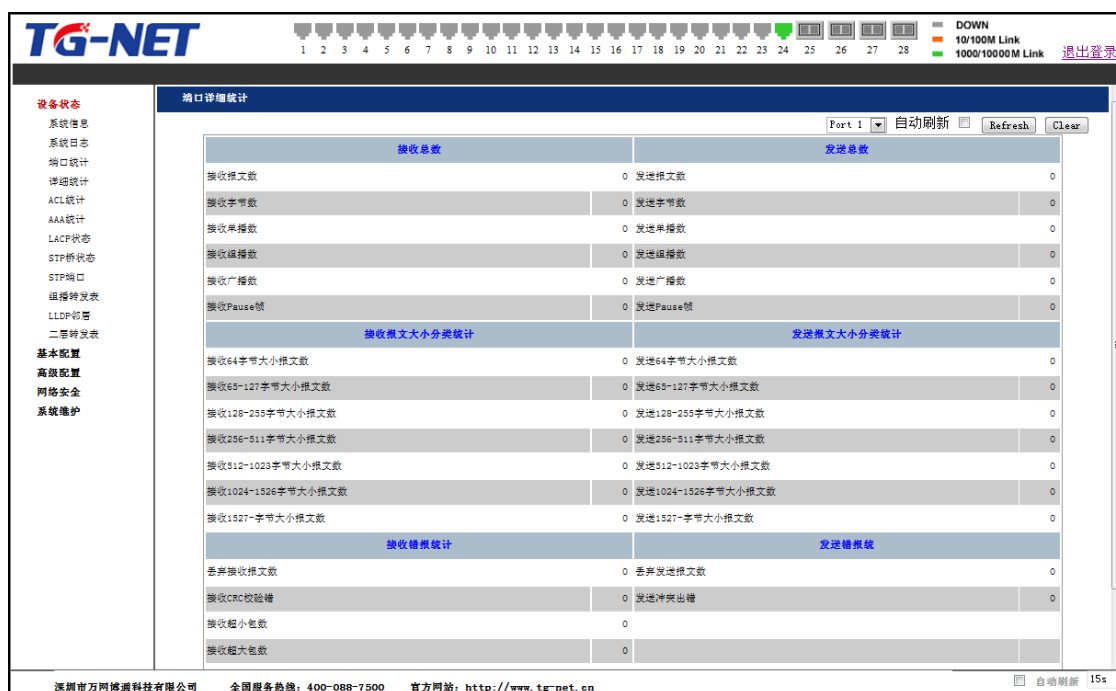 TG-NET
1 2 3 4 5 6 7 8 9 10 11 12 13 14 15 16 17 18 19 20 21 22 23 24 25 26 27 28
DOWN
10/100M Link
1000/10000M Link
退出登录
设备状态
系统信息
系统日志
端口统计
详细统计
ACL统计
AAA统计
LACP状态
STP桥状态
STP端口
组播转发表
LLDP邻居
二层转发表
基本配置
高级配置
网络安全
系统维护
端口详细统计
Port 1 自动刷新 Refresh Clear
接收总数 发送总数
接收报文数 0 发送报文数 0
接收字节数 0 发送字节数 0
接收单播数 0 发送单播数 0
接收组播数 0 发送组播数 0
接收广播数 0 发送广播数 0
接收Pause帧 0 发送Pause帧 0
接收报文大小分类统计 发送报文大小分类统计
接收64字节大小报文数 0 发送64字节大小报文数 0
接收65-127字节大小报文数 0 发送65-127字节大小报文数 0
接收128-255字节大小报文数 0 发送128-255字节大小报文数 0
接收256-511字节大小报文数 0 发送256-511字节大小报文数 0
接收512-1023字节大小报文数 0 发送512-1023字节大小报文数 0
接收1024-1526字节大小报文数 0 发送1024-1526字节大小报文数 0
接收1527-字节大小报文数 0 发送1527-字节大小报文数 0
接收错报统计 发送错报统
丢弃接收报文数 0 丢弃发送报文数 0
接收CRC校验错 0 发送冲突出错 0
接收超小包数 0
接收超大包数 0
深圳市万网博通科技有限公司 全国服务热线: 400-088-7500 官方网站: http://www.tg-net.cn
自动刷新 15s